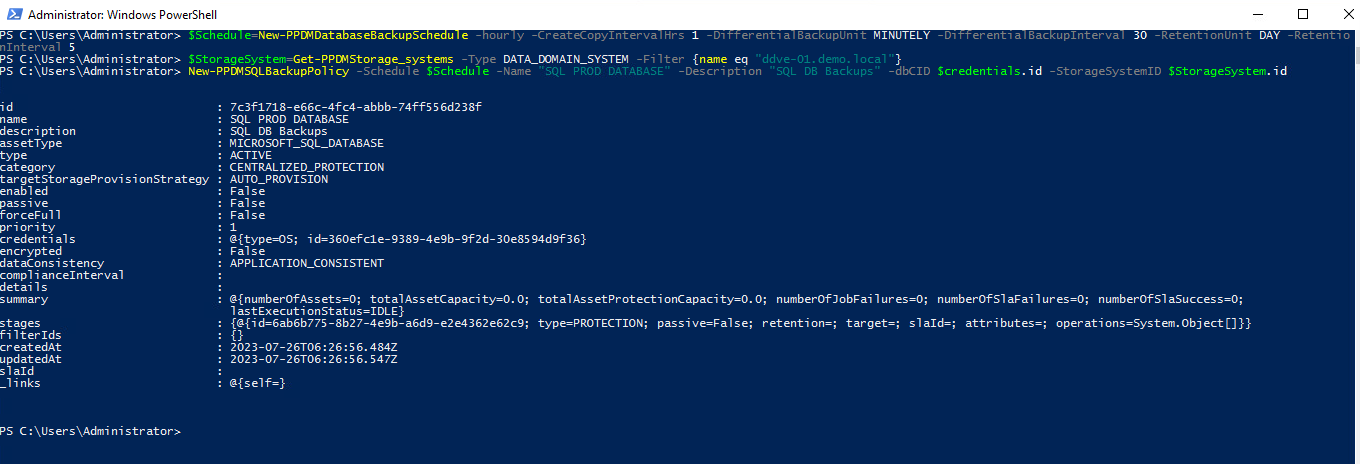 Administrator: Windows PowerShell
PS C:\Users\Administrator> $Schedule=New-PPDMDatabaseBackupSchedule -hourly -CreateCopyIntervalHrs 1 -DifferentialBackupUnit MINUTELY -DifferentialBackupInterval 30 -RetentionUnit DAY -Retentio
nInterval 5
PS C:\Users\Administrator> $StorageSystem=Get-PPDMStorage_systems -Type DATA_DOMAIN_SYSTEM -Filter {name eq "ddve-01.demo.local"}
PS C:\Users\Administrator> New-PPDMSQLBackupPolicy -Schedule $Schedule -Name "SQL PROD DATABASE" -Description "SQL DB Backups" -dbCID $credentials.id -StorageSystemID $StorageSystem.id
id : 7c3f1718-e66c-4fc4-abbb-74ff556d238f
name : SQL PROD DATABASE
description : SQL DB Backups
assetType : MICROSOFT_SQL_DATABASE
type : ACTIVE
category : CENTRALIZED_PROTECTION
targetStorageProvisionStrategy : AUTO_PROVISION
enabled : False
passive : False
forceFull : False
priority : 1
credentials : @{type=OS; id=360efc1e-9389-4e9b-9f2d-30e8594d9f36}
encrypted : False
dataConsistency : APPLICATION_CONSISTENT
complianceInterval :
details :
summary : @{numberOfAssets=0; totalAssetCapacity=0.0; totalAssetProtectionCapacity=0.0; numberOfJobFailures=0; numberOfSlaFailures=0; numberOfSlaSuccess=0;
lastExecutionStatus=IDLE}
stages : {@{id=6ab6b775-8b27-4e9b-a6d9-e2e4362e62c9; type=PROTECTION; passive=False; retention=; target=; slaId=; attributes=; operations=System.Object[]}}
filterIds : {}
createdAt : 2023-07-26T06:26:56.484Z
updatedAt : 2023-07-26T06:26:56.547Z
slaId :
_links : @{self=}
PS C:\Users\Administrator>